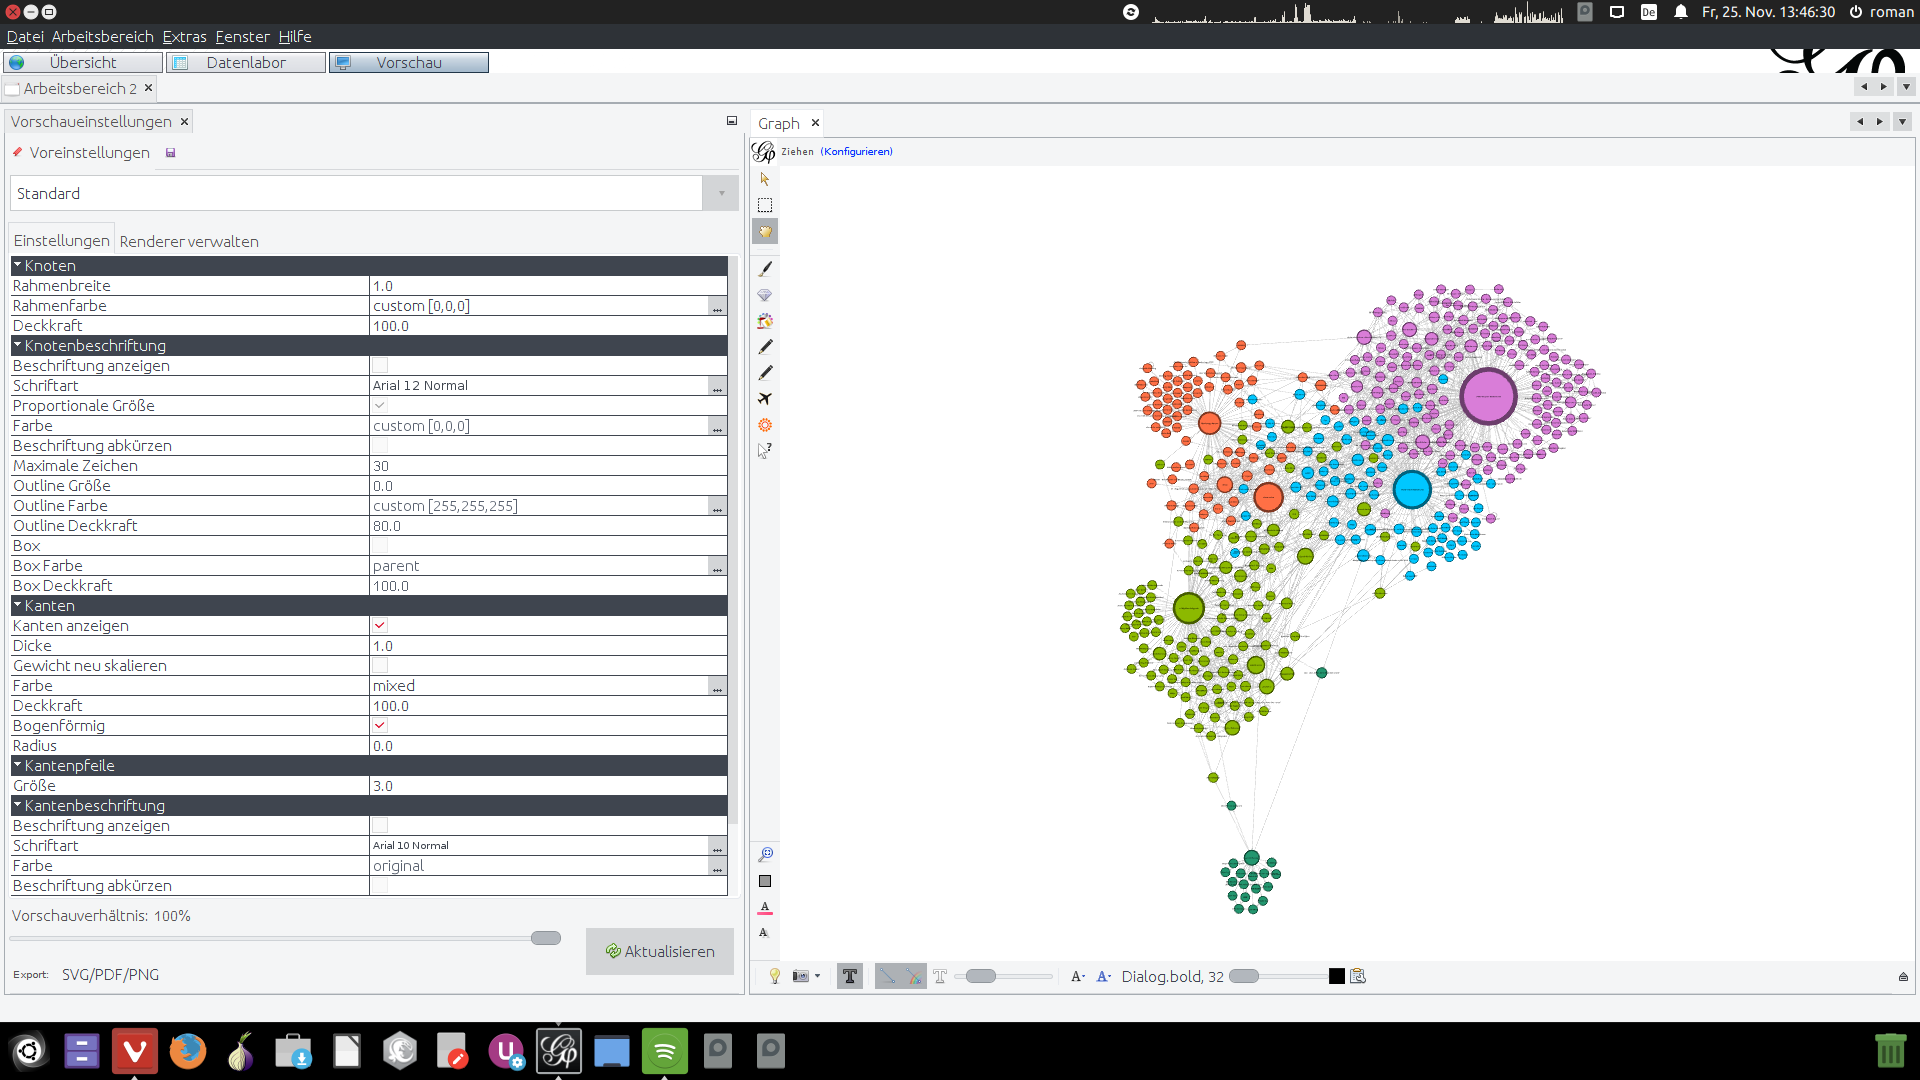 De Fr, 25. Nov. 13:46:30 roman
Datei Arbeitsbereich Extras Fenster Hilfe
Übersicht Datenlabor Vorschau
Arbeitsbereich 2
Vorschaueinstellungen
Voreinstellungen
Standard
Einstellungen Renderer verwalten
Knoten
Rahmenbreite 1.0
Rahmenfarbe custom [0,0,0] ...
Deckkraft 100.0
Knotenbeschriftung
Beschriftung anzeigen
Schriftart Arial 12 Normal ...
Proportionale Größe
Farbe custom [0,0,0] ...
Beschriftung abkürzen
Maximale Zeichen 30
Outline Größe 0.0
Outline Farbe custom [255,255,255] ...
Outline Deckkraft 80.0
Box
Box Farbe parent ...
Box Deckkraft 100.0
Kanten
Kanten anzeigen
Dicke 1.0
Gewicht neu skalieren
Farbe mixed ...
Deckkraft 100.0
Bogenförmig
Radius 0.0
Kantenpfeile
Größe 3.0
Kantenbeschriftung
Beschriftung anzeigen
Schriftart Arial 10 Normal ...
Farbe original ...
Beschriftung abkürzen
Vorschauverhältnis: 100%
Aktualisieren
Export: SVG/PDF/PNG
Graph
Ziehen (Konfigurieren)
Dialog.bold, 32